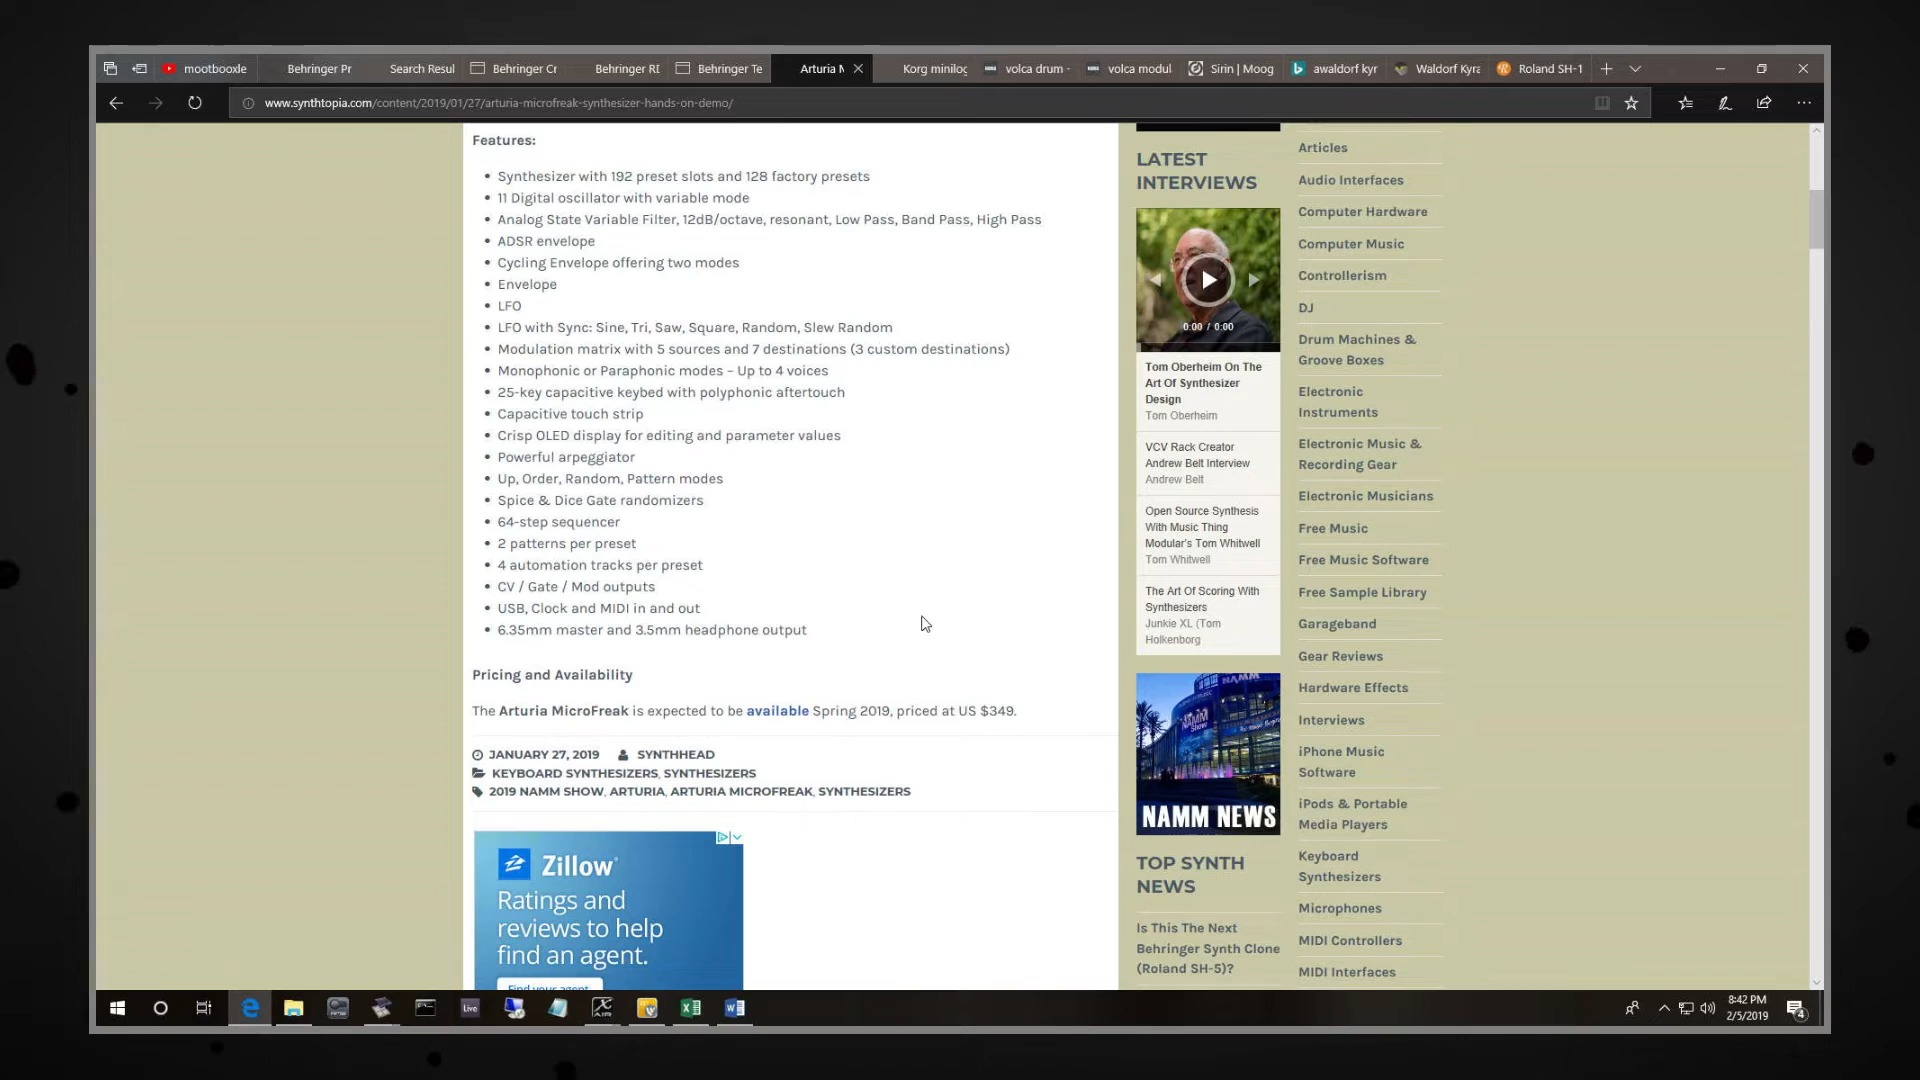 mootbooxle
Behringer Pr
Search Resul
Behringer Cr
Behringer RD
Behringer Te
Arturia M
Korg minilog
volca drum -
volca modul
Sirin | Moog
awaldorf kyr
Waldorf Kyra
Roland SH-1
www.synthtopia.com/content/2019/01/27/arturia-microfreak-synthesizer-hands-on-demo/
Features:
• Synthesizer with 192 preset slots and 128 factory presets
• 11 Digital oscillator with variable mode
• Analog State Variable Filter, 12dB/octave, resonant, Low Pass, Band Pass, High Pass
• ADSR envelope
• Cycling Envelope offering two modes
• Envelope
• LFO
• LFO with Sync: Sine, Tri, Saw, Square, Random, Slew Random
• Modulation matrix with 5 sources and 7 destinations (3 custom destinations)
• Monophonic or Paraphonic modes – Up to 4 voices
• 25-key capacitive keybed with polyphonic aftertouch
• Capacitive touch strip
• Crisp OLED display for editing and parameter values
• Powerful arpeggiator
• Up, Order, Random, Pattern modes
• Spice & Dice Gate randomizers
• 64-step sequencer
• 2 patterns per preset
• 4 automation tracks per preset
• CV / Gate / Mod outputs
• USB, Clock and MIDI in and out
• 6.35mm master and 3.5mm headphone output
Pricing and Availability
The Arturia MicroFreak is expected to be available Spring 2019, priced at US $349.
JANUARY 27, 2019 SYNTHHEAD
KEYBOARD SYNTHESIZERS, SYNTHESIZERS
2019 NAMM SHOW, ARTURIA, ARTURIA MICROFREAK, SYNTHESIZERS
Zillow
Ratings and
reviews to help
find an agent.
Find your agent
LATEST
INTERVIEWS
0:00 / 0:00
Tom Oberheim On The
Art Of Synthesizer
Design
Tom Oberheim
VCV Rack Creator
Andrew Belt Interview
Andrew Belt
Open Source Synthesis
With Music Thing
Modular's Tom Whitwell
Tom Whitwell
The Art Of Scoring With
Synthesizers
Junkie XL (Tom
Holkenborg
NAMM
NAMM NEWS
TOP SYNTH
NEWS
Is This The Next
Behringer Synth Clone
(Roland SH-5)?
Articles
Audio Interfaces
Computer Hardware
Computer Music
Controllerism
DJ
Drum Machines &
Groove Boxes
Electronic
Instruments
Electronic Music &
Recording Gear
Electronic Musicians
Free Music
Free Music Software
Free Sample Library
Garageband
Gear Reviews
Hardware Effects
Interviews
iPhone Music
Software
iPods & Portable
Media Players
Keyboard
Synthesizers
Microphones
MIDI Controllers
MIDI Interfaces
Live
8:42 PM
2/5/2019
4